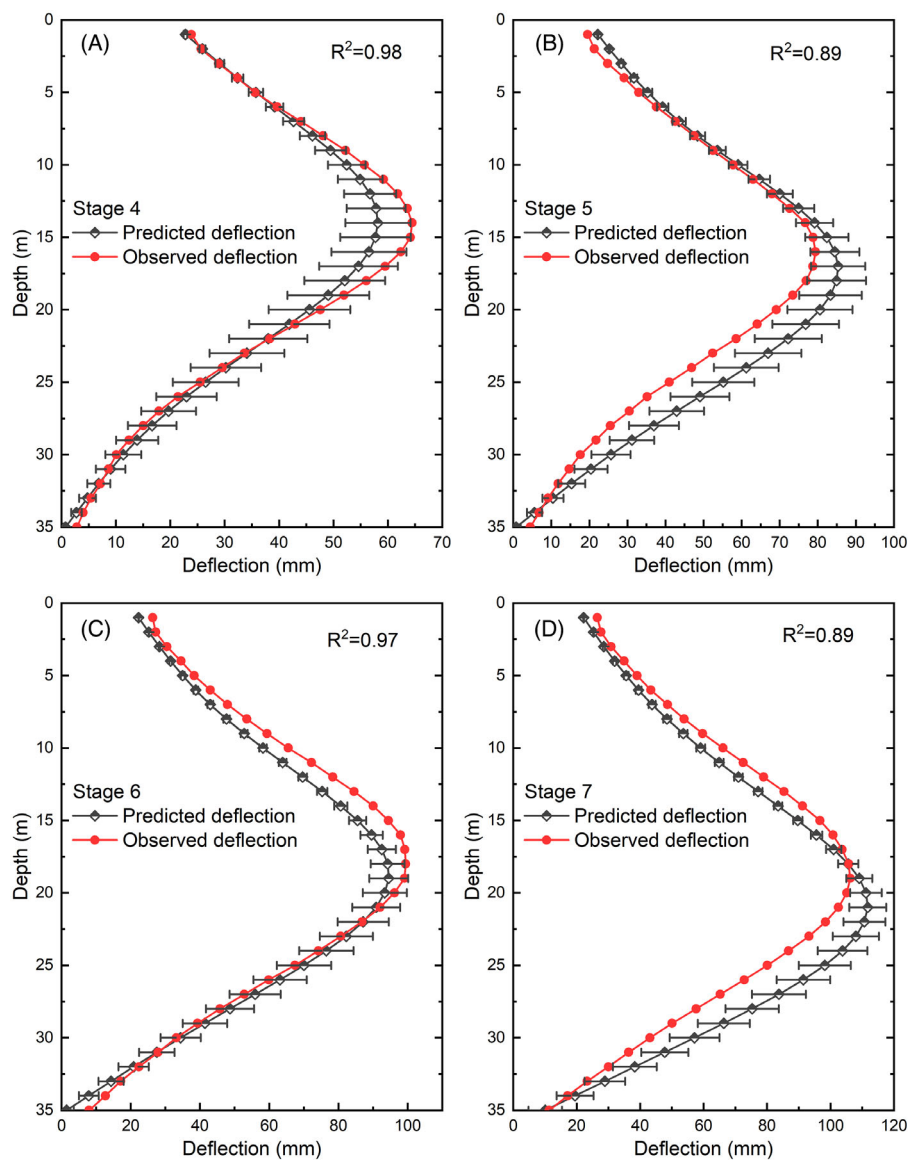 (A)
R²=0.98
Stage 4
Predicted deflection
Observed deflection
Depth (m)
0
5
10
15
20
25
30
35
0 10 20 30 40 50 60 70
Deflection (mm)
(B)
R²=0.89
Stage 5
Predicted deflection
Observed deflection
Depth (m)
0
5
10
15
20
25
30
35
0 10 20 30 40 50 60 70 80 90 100
Deflection (mm)
(C)
R²=0.97
Stage 6
Predicted deflection
Observed deflection
Depth (m)
0
5
10
15
20
25
30
35
0 20 40 60 80 100
Deflection (mm)
(D)
R²=0.89
Stage 7
Predicted deflection
Observed deflection
Depth (m)
0
5
10
15
20
25
30
35
20 40 60 80 100 120
Deflection (mm)